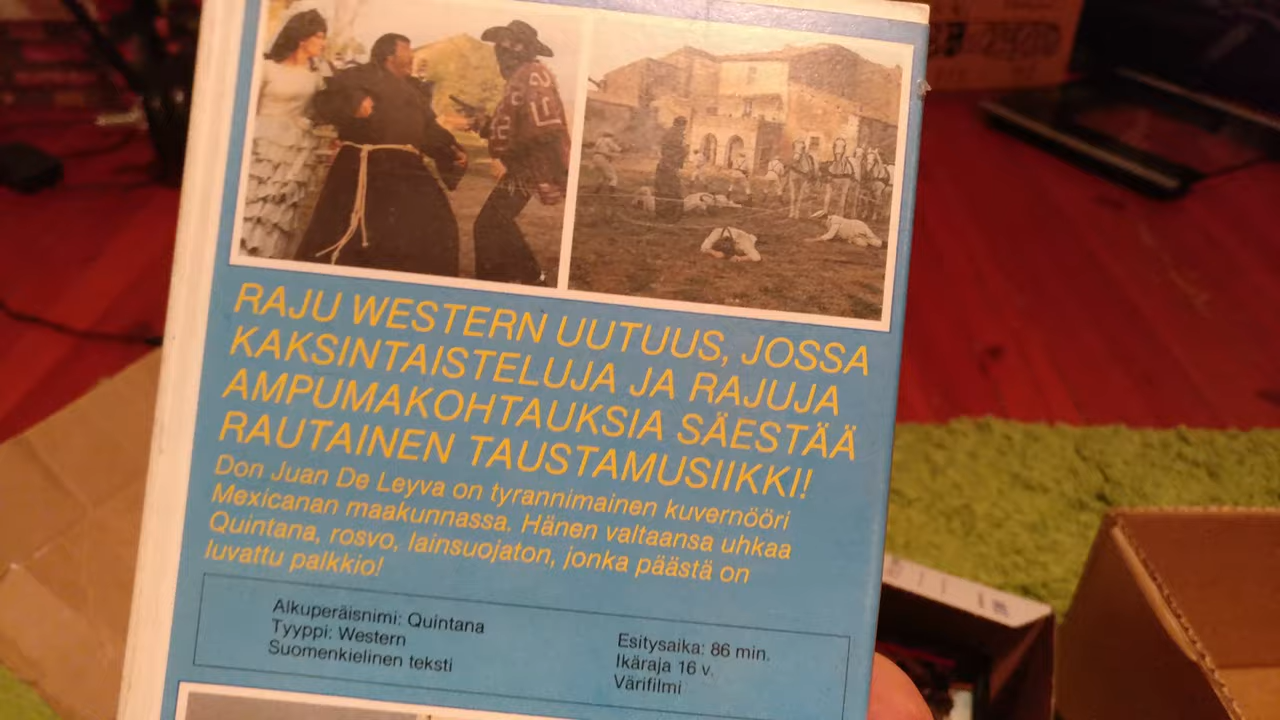 RAJU WESTERN UUTUUS, JOSSA
KAKSINTAISTELUJA JA RAJUJA
AMPUMAKOHTAUKSIA SÄESTÄÄ
RAUTAINEN TAUSTAMUSIIKKI!
Don Juan De Leyva on tyrannimainen kuvernööri
Mexicanan maakunnassa. Hänen valtaansa uhkaa
Quintana, rosvo, lainsuojaton, jonka päästä on
luvattu palkkio!
Alkuperäisnimi: Quintana
Tyyppi: Western
Suomenkielinen teksti
Esitysaika: 86 min.
Ikäraja 16 v.
Värifilmi